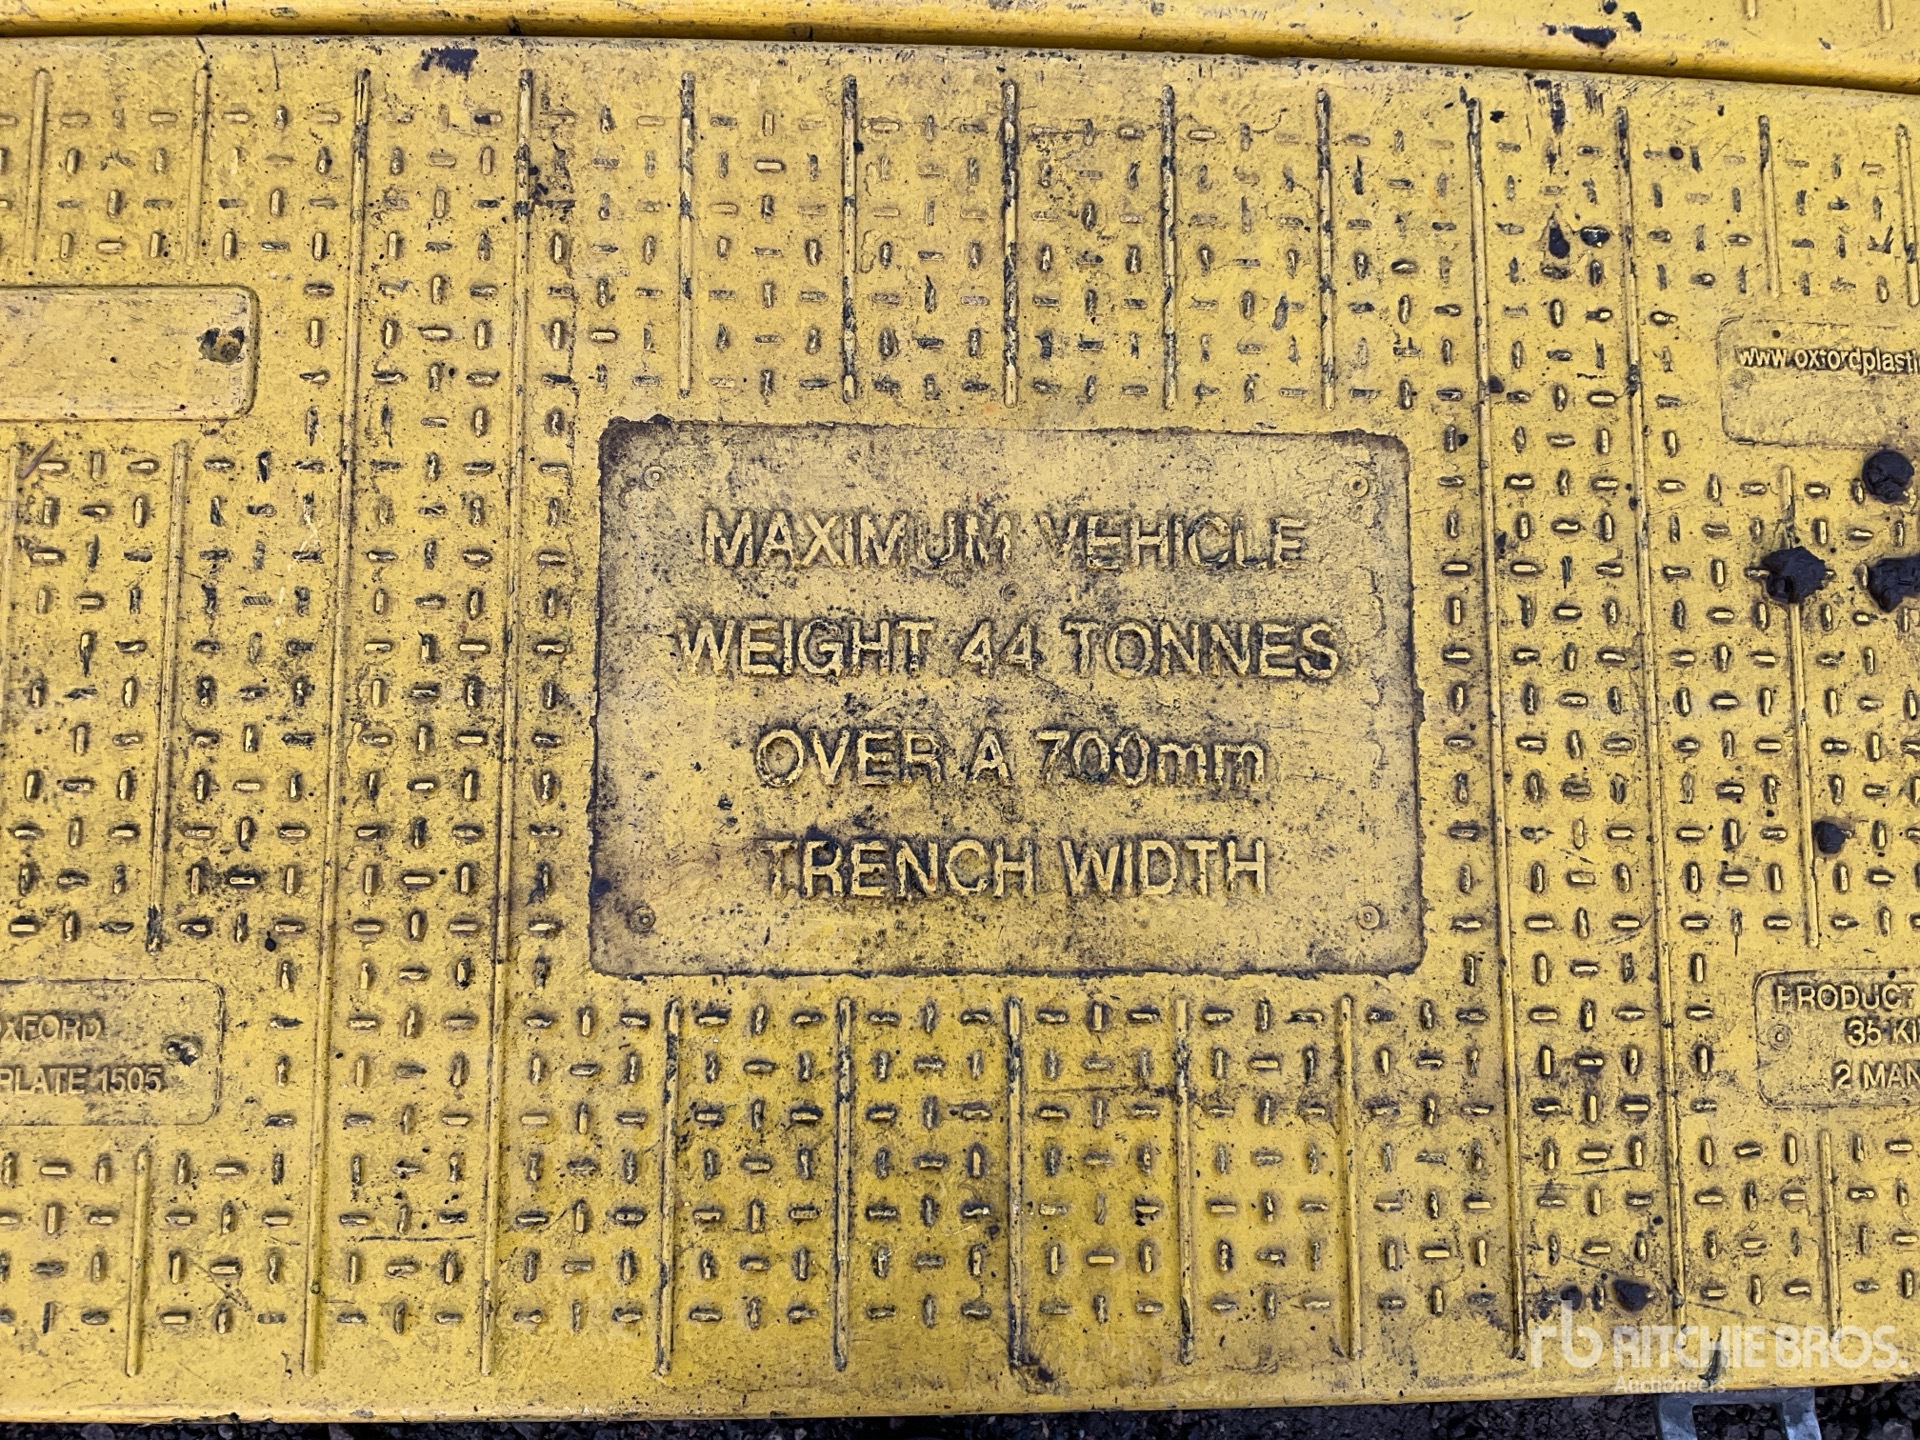 www.oxfordplasti
MAXIMUM VEHICLE
WEIGHT 44 TONNES
OVER A 700mm
TRENCH WIDTH
XFORD
PLATE 1505
PRODUCT
35 KI
2 MAN
rb RITCHIE BROS.
Auctioneers